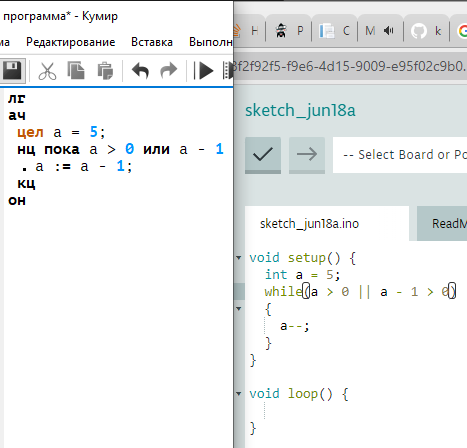 программа* - Кумир
ма Редактирование Вставка Выполн
лг
ач
цел a = 5;
нц пока a > 0 или a - 1
. a := a - 1;
кц
он
H P C M k
3f2f92f5-f9e6-4d15-9009-e95f02c9b0.
sketch_jun18a
-- Select Board or Po
sketch_jun18a.ino ReadM
void setup() {
int a = 5;
while(a > 0 || a - 1 > 0)
{
a--;
}
}
void loop() {
}